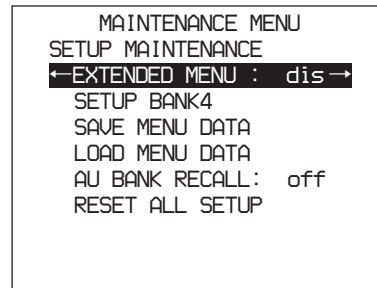 MAINTENANCE MENU
SETUP MAINTENANCE
←EXTENDED MENU : dis→
SETUP BANK4
SAVE MENU DATA
LOAD MENU DATA
AU BANK RECALL: off
RESET ALL SETUP